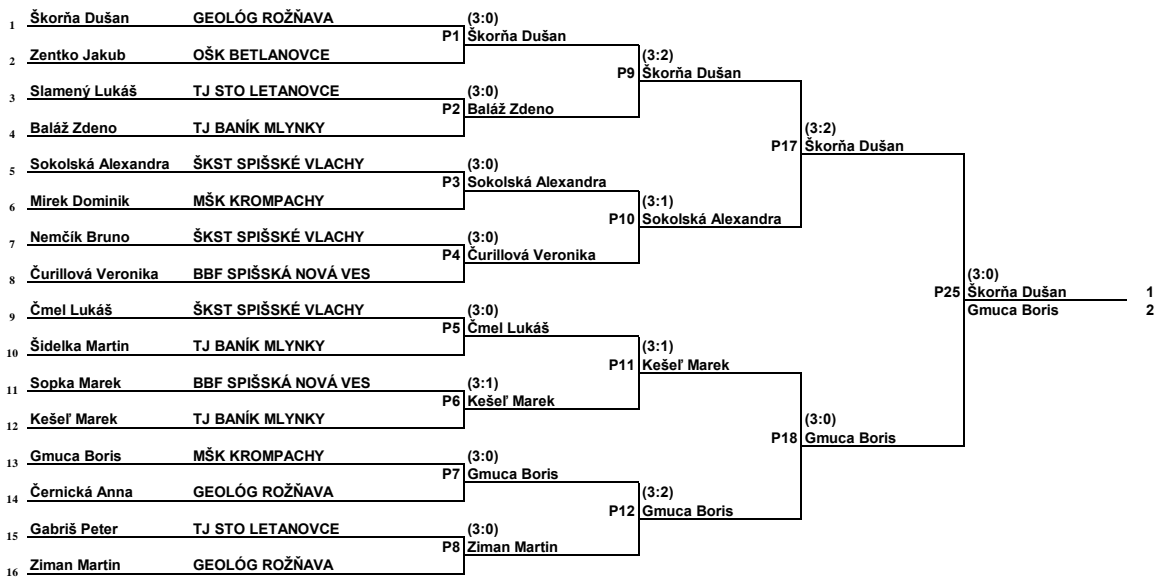 1 Škorňa Dušan GEOLÓG ROŽŇAVA (3:0)
P1 Škorňa Dušan
2 Zentko Jakub OŠK BETLANOVCE (3:2)
P9 Škorňa Dušan
3 Slamený Lukáš TJ STO LETANOVCE (3:0)
P2 Baláž Zdeno
4 Baláž Zdeno TJ BANÍK MLYNKY (3:2)
P17 Škorňa Dušan
5 Sokolská Alexandra ŠKST SPIŠSKÉ VLACHY (3:0)
P3 Sokolská Alexandra
6 Mirek Dominik MŠK KROMPACHY (3:1)
P10 Sokolská Alexandra
7 Nemčík Bruno ŠKST SPIŠSKÉ VLACHY (3:0)
P4 Čurillová Veronika
8 Čurillová Veronika BBF SPIŠSKÁ NOVÁ VES (3:0)
P25 Škorňa Dušan 1
Gmuca Boris 2
9 Čmel Lukáš ŠKST SPIŠSKÉ VLACHY (3:0)
P5 Čmel Lukáš
10 Šidelka Martin TJ BANÍK MLYNKY (3:1)
P11 Kešeľ Marek
11 Sopka Marek BBF SPIŠSKÁ NOVÁ VES (3:1)
P6 Kešeľ Marek
12 Kešeľ Marek TJ BANÍK MLYNKY (3:0)
P18 Gmuca Boris
13 Gmuca Boris MŠK KROMPACHY (3:0)
P7 Gmuca Boris
14 Černická Anna GEOLÓG ROŽŇAVA (3:2)
P12 Gmuca Boris
15 Gabriš Peter TJ STO LETANOVCE (3:0)
P8 Ziman Martin
16 Ziman Martin GEOLÓG ROŽŇAVA